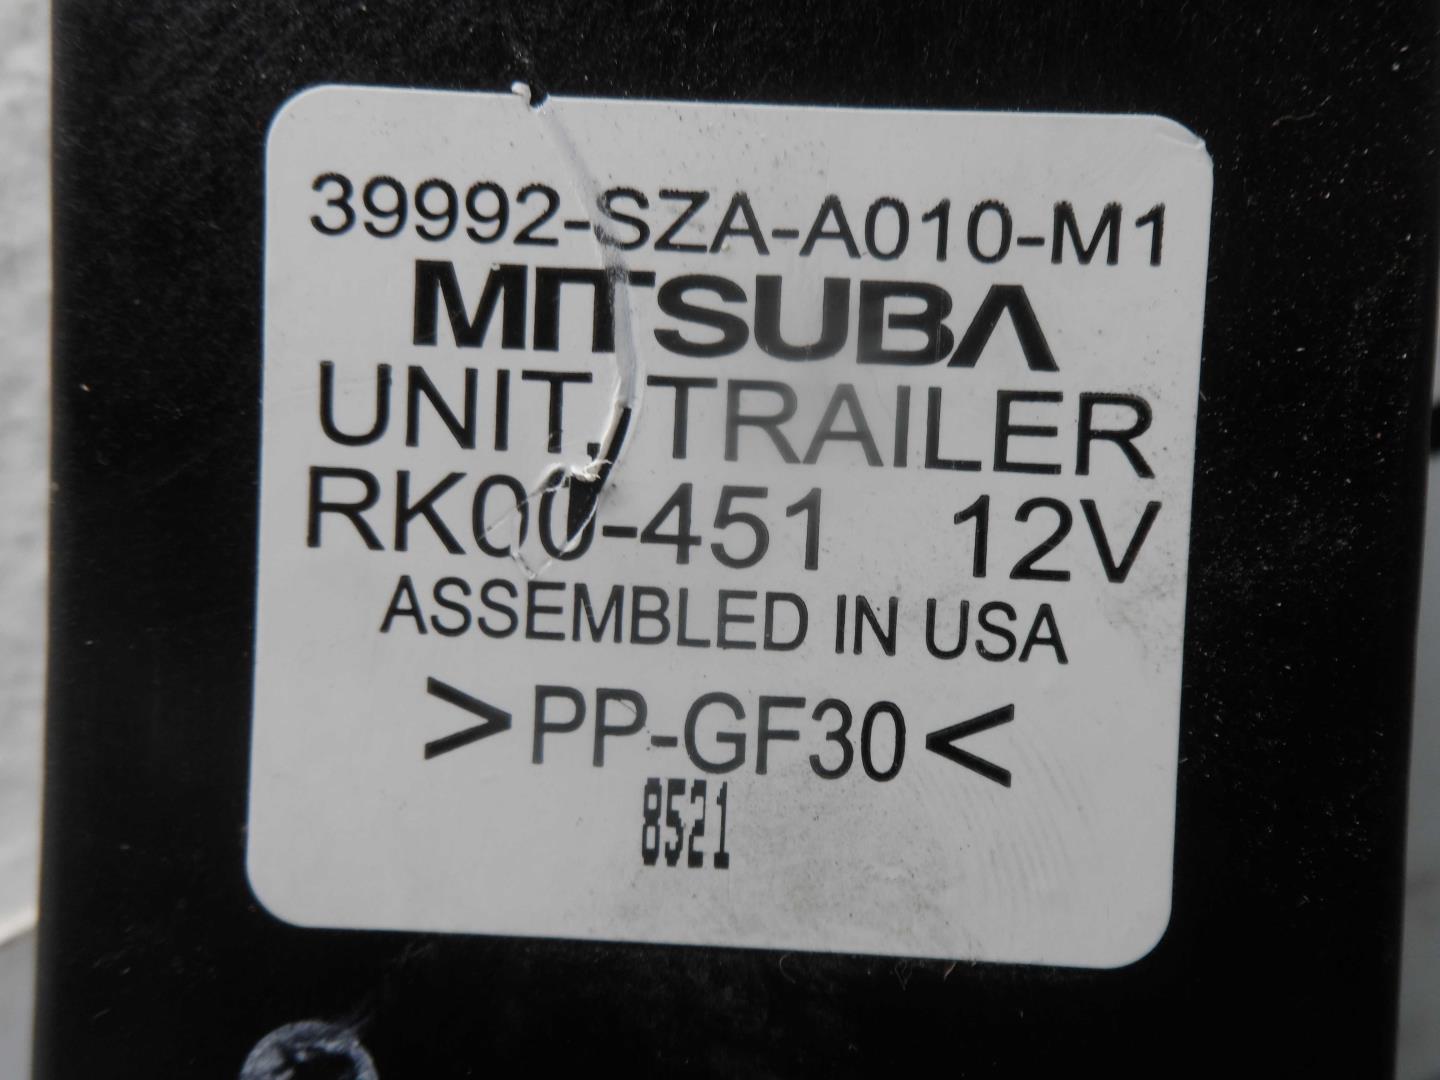 39992-SZA-A010-M1
MITSUBA
UNIT, TRAILER
RK00-451 12V
ASSEMBLED IN USA
>PP-GF30<
8521